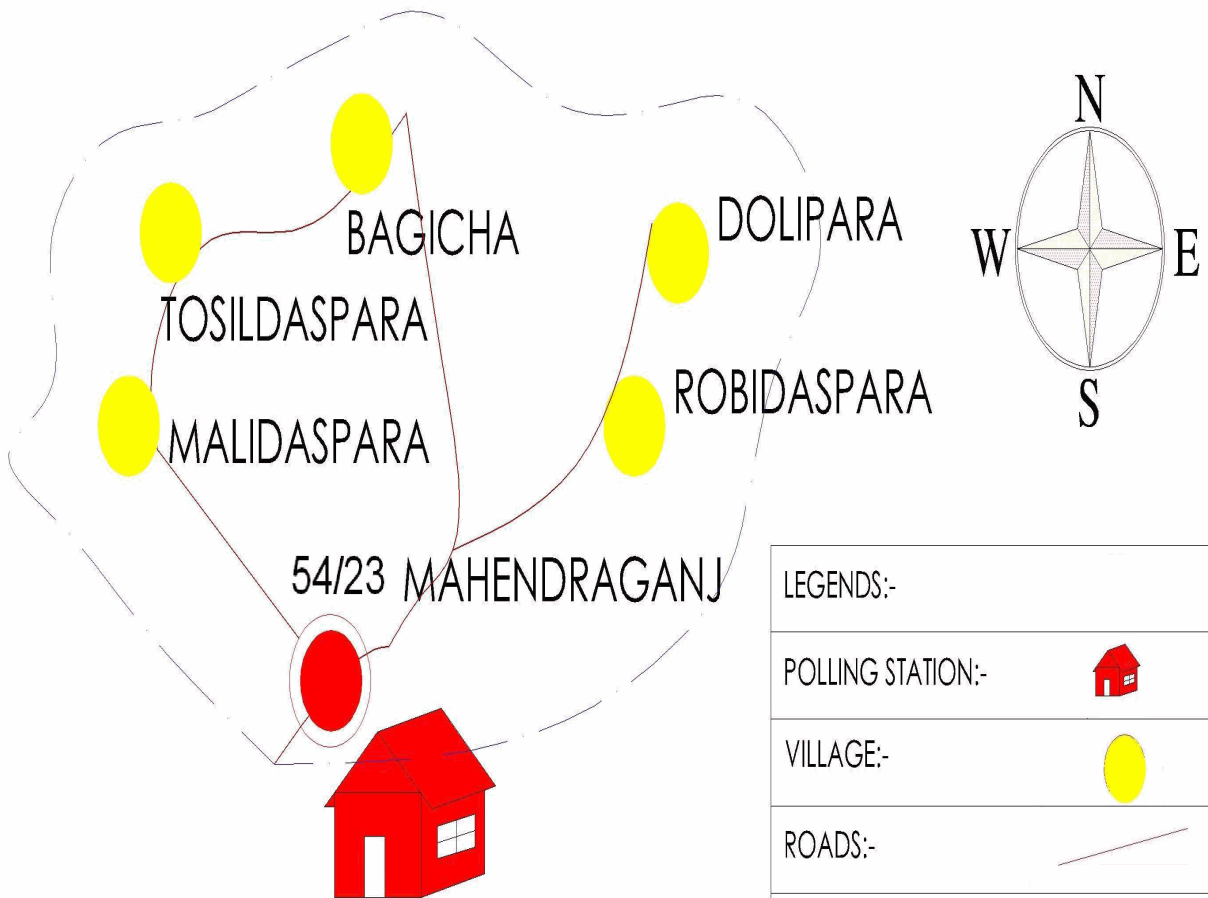 N
W
E
S
BAGICHA
DOLIPARA
TOSILDASPARA
ROBIDASPARA
MALIDASPARA
54/23 MAHENDRAGANJ
LEGENDS:-
POLLING STATION:-
VILLAGE:-
ROADS:-